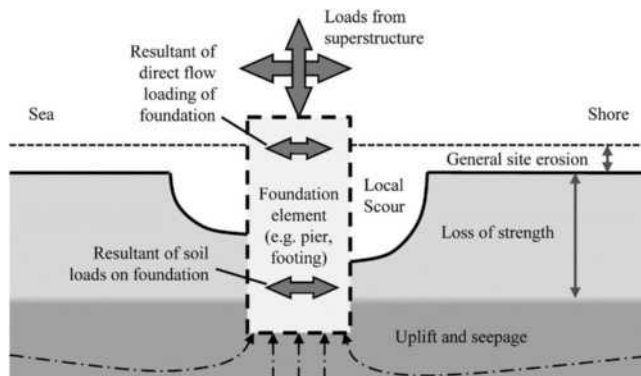 Loads from
superstructure
Resultant of
direct flow
loading of
foundation
Sea
Shore
General site erosion
Foundation
element
(e.g. pier,
footing)
Local
Scour
Loss of strength
Resultant of soil
loads on foundation
Uplift and seepage